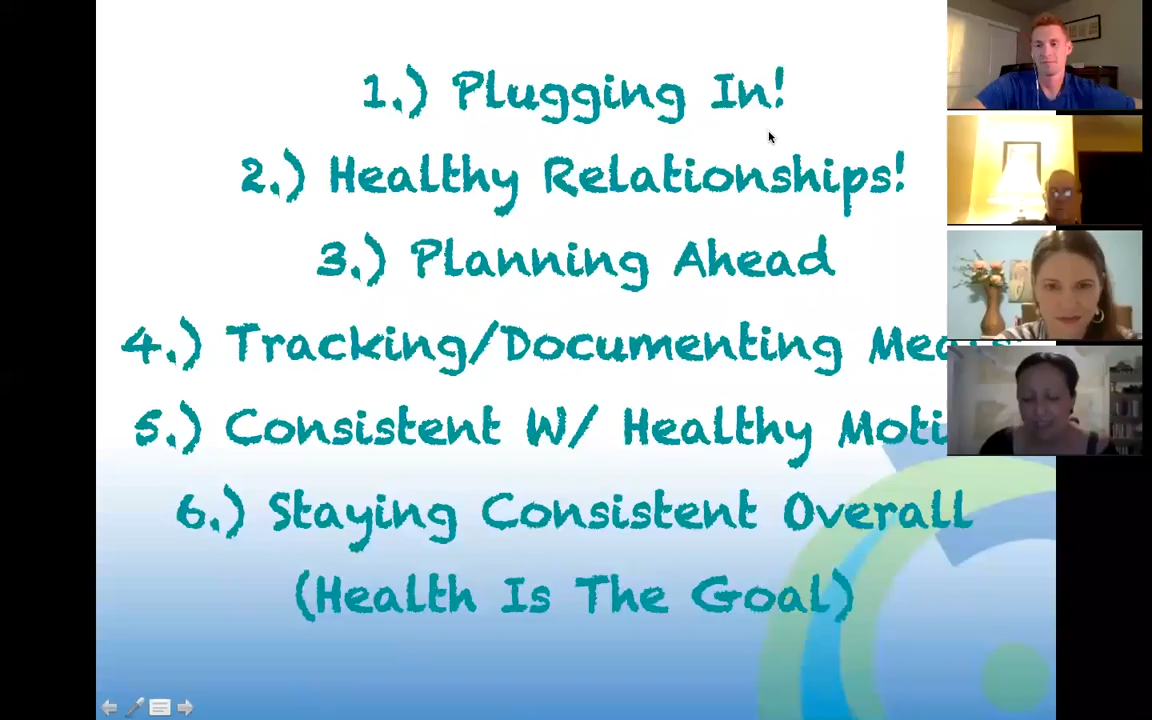 1.) Plugging In!
2.) Healthy Relationships!
3.) Planning Ahead
4.) Tracking/Documenting
5.) Consistent W/ Healthy
6.) Staying Consistent Overall
(Health Is The Goal)